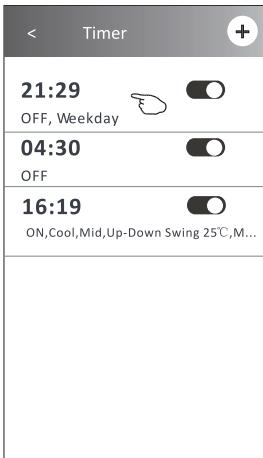 < Timer +
21:29
OFF, Weekday
04:30
OFF
16:19
ON,Cool,Mid,Up-Down Swing 25℃,M...